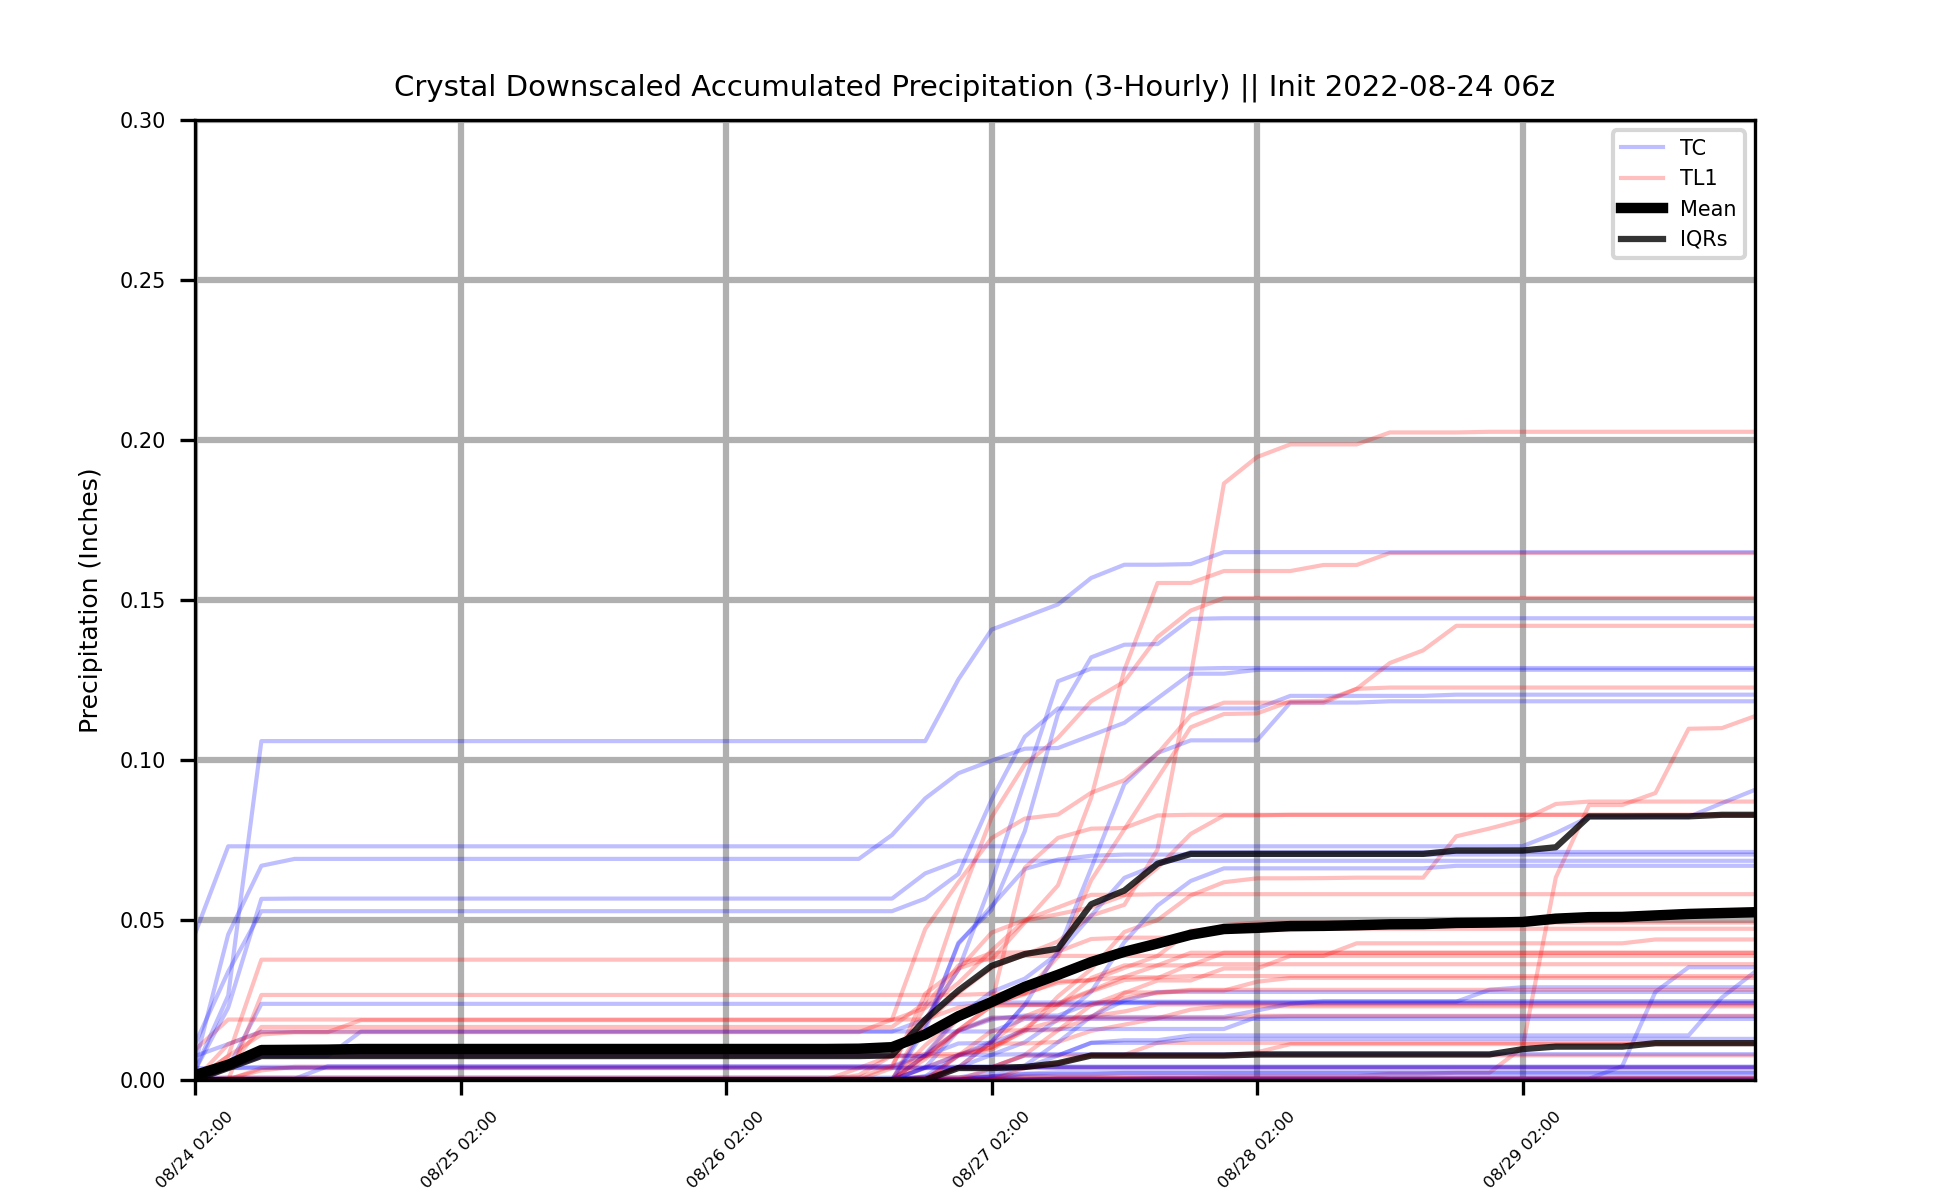 Crystal Downscaled Accumulated Precipitation (3-Hourly) || Init 2022-08-24 06z
Precipitation (Inches)
0.30
0.25
0.20
0.15
0.10
0.05
0.00
TC
TL1
Mean
IQRs
08/24 02:00
08/25 02:00
08/26 02:00
08/27 02:00
08/28 02:00
08/29 02:00